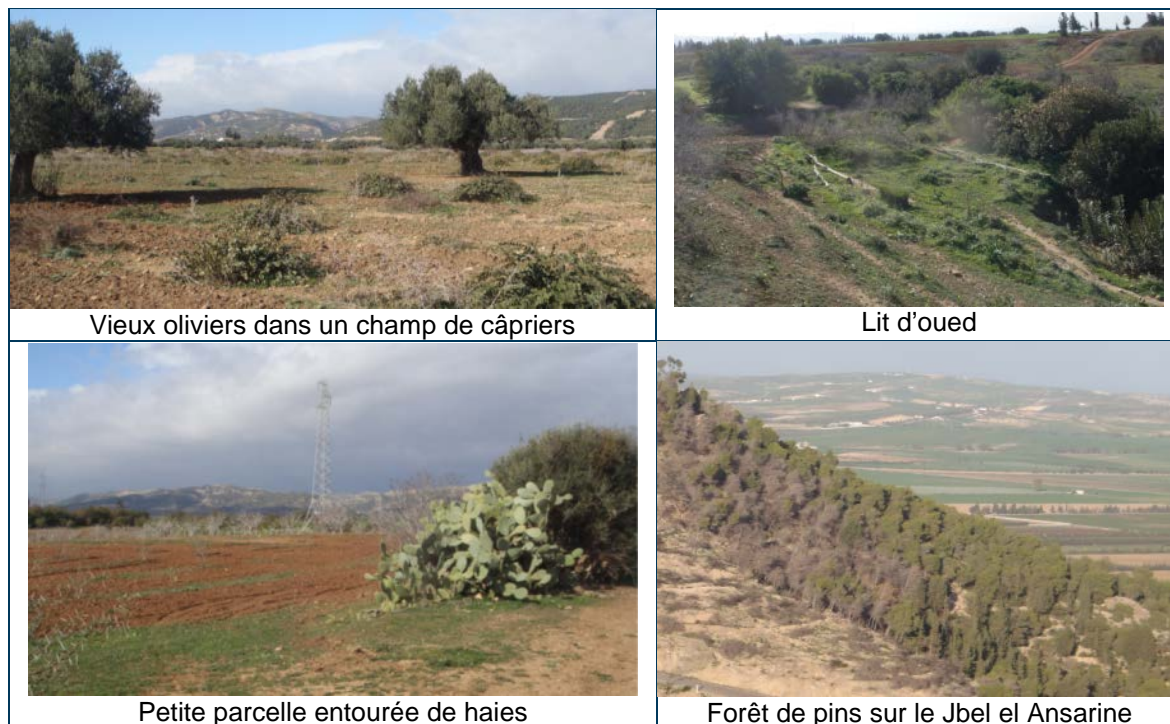 Vieux oliviers dans un champ de câpriers
Lit d'oued
Petite parcelle entourée de haies
Forêt de pins sur le Jbel el Ansarine